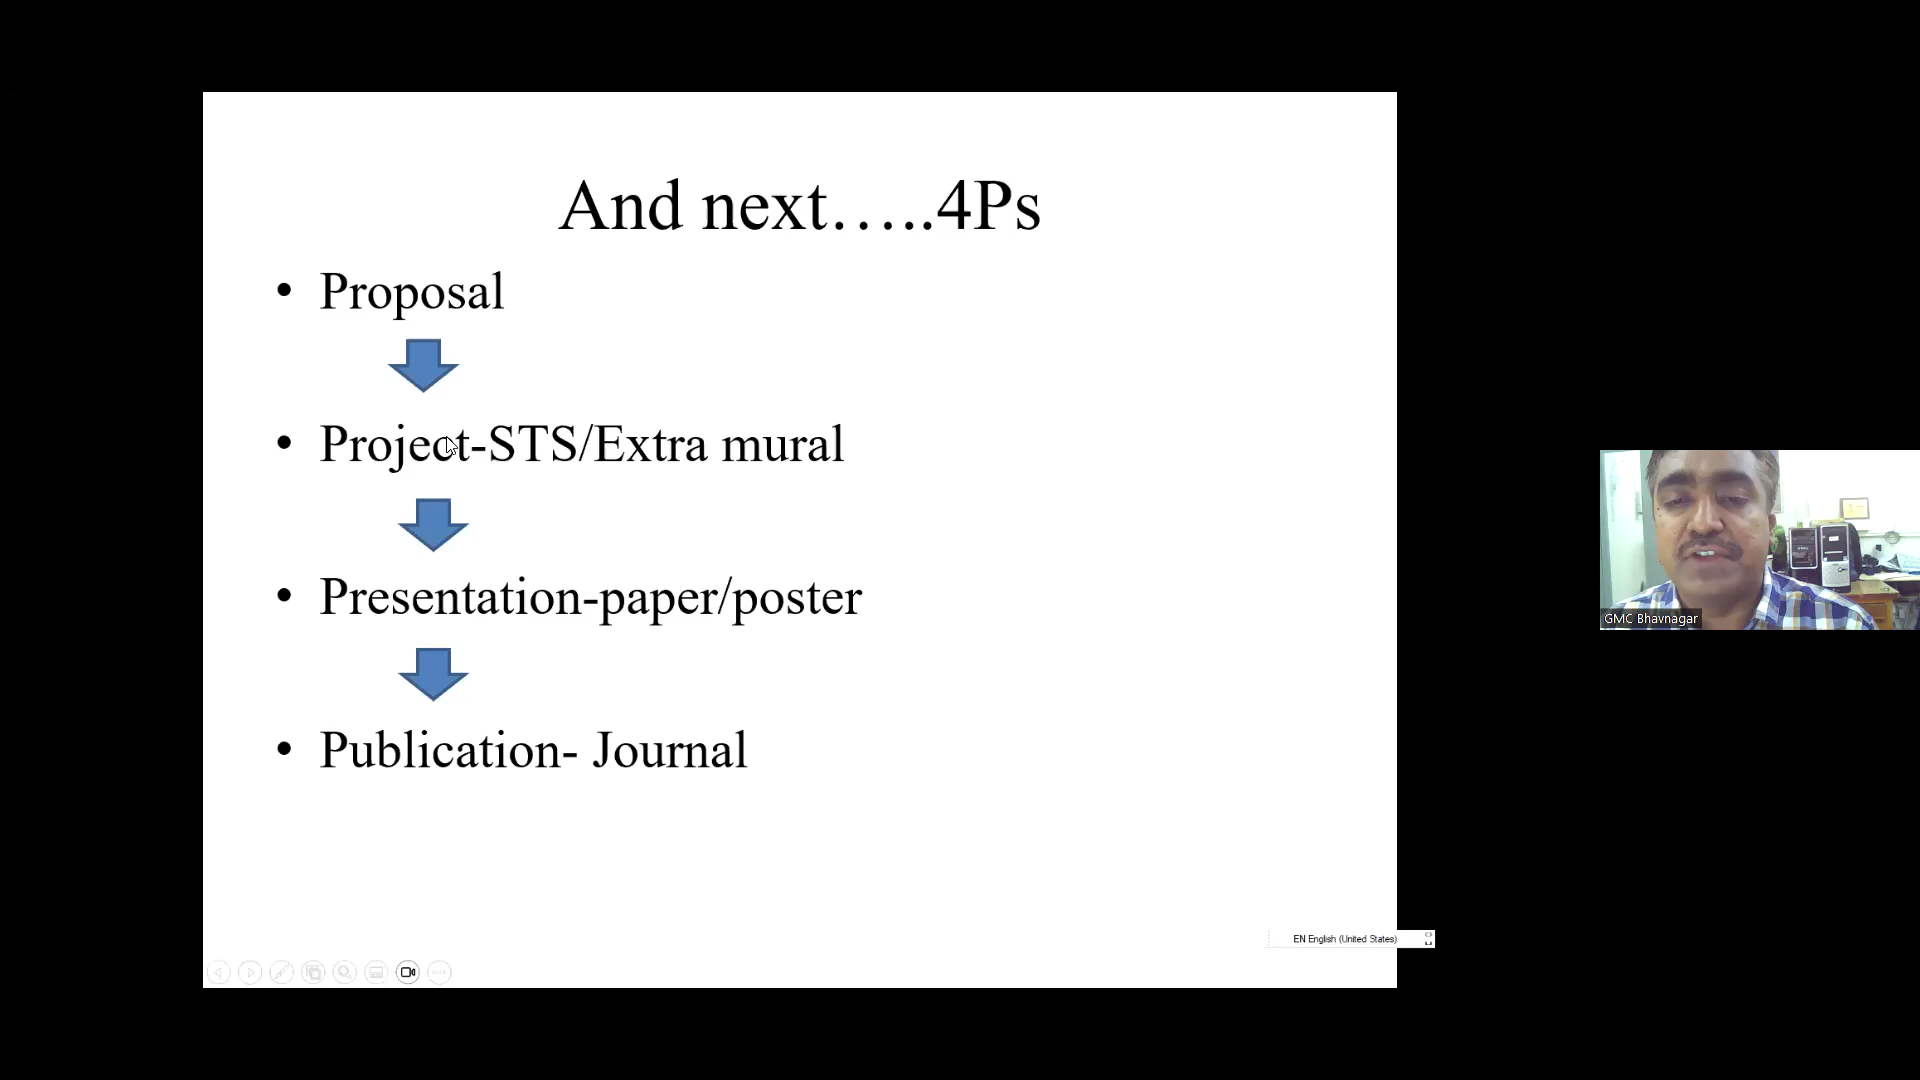 And next…..4Ps
• Proposal
• Project-STS/Extra mural
• Presentation-paper/poster
• Publication- Journal
GMC Bhavnagar
EN English (United States)